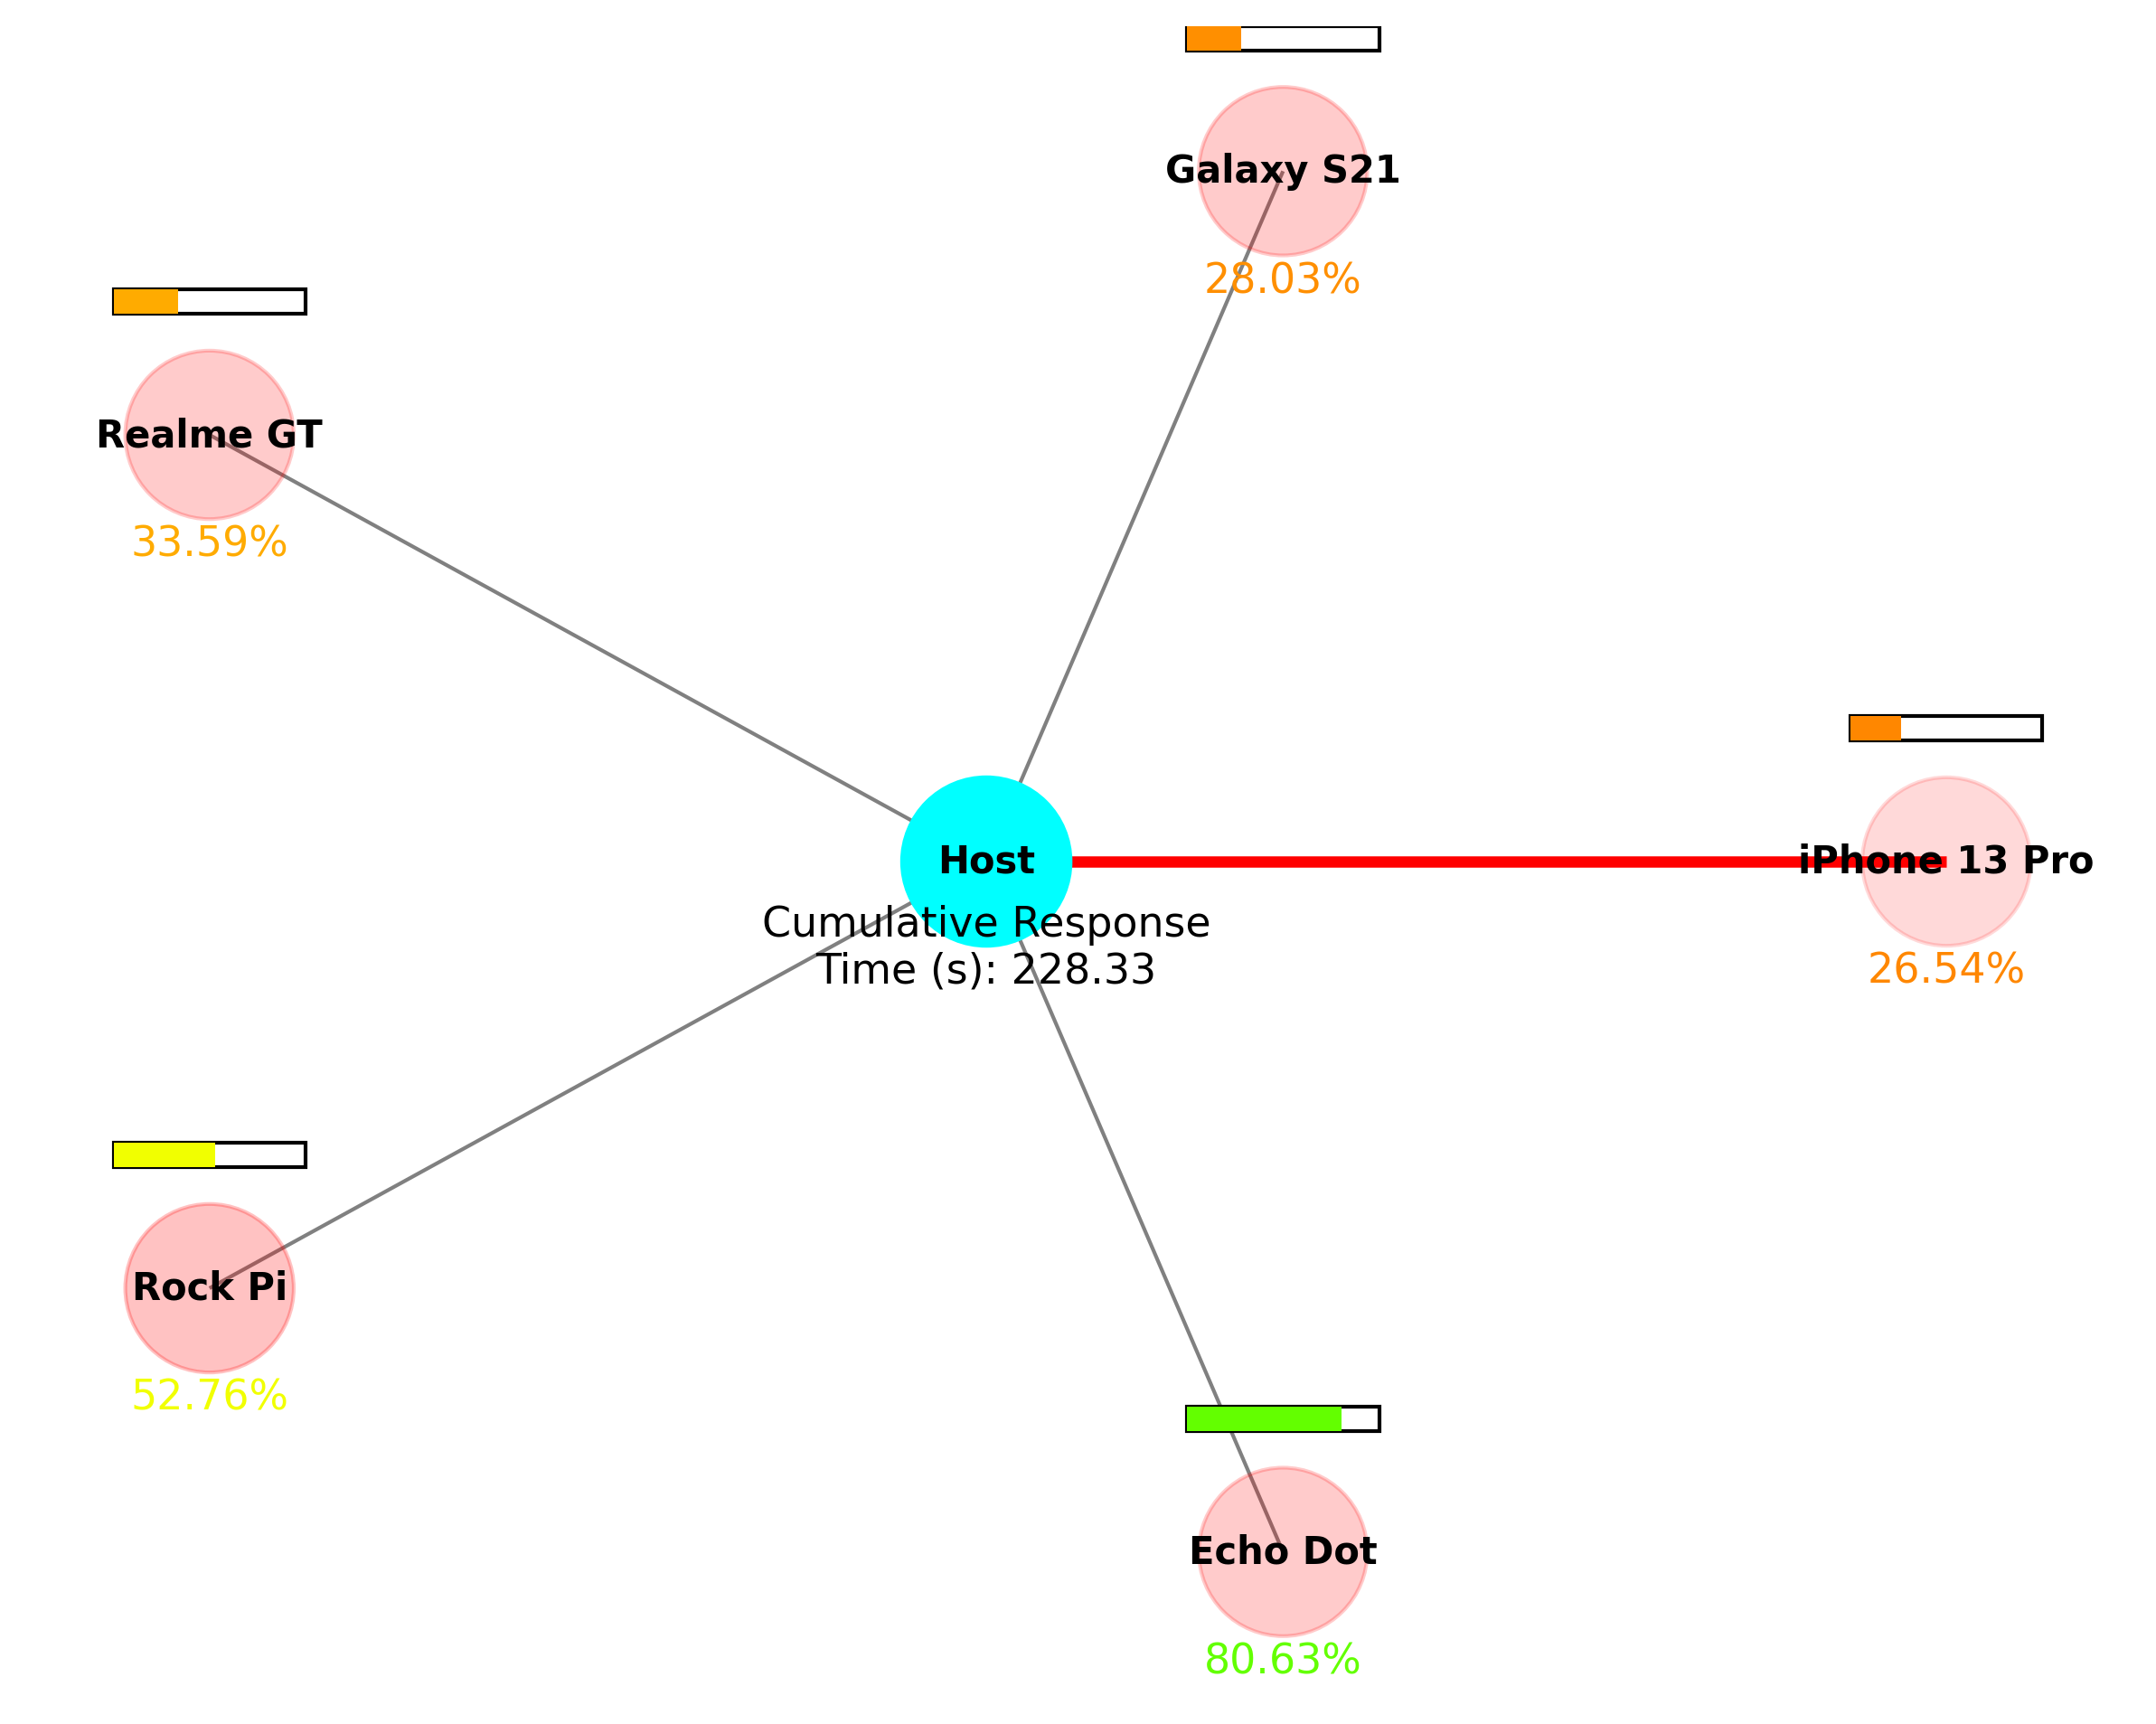 Galaxy S21
28.03%
Realme GT
33.59%
Host
Cumulative Response
Time (s): 228.33
iPhone 13 Pro
26.54%
Rock Pi
52.76%
Echo Dot
80.63%